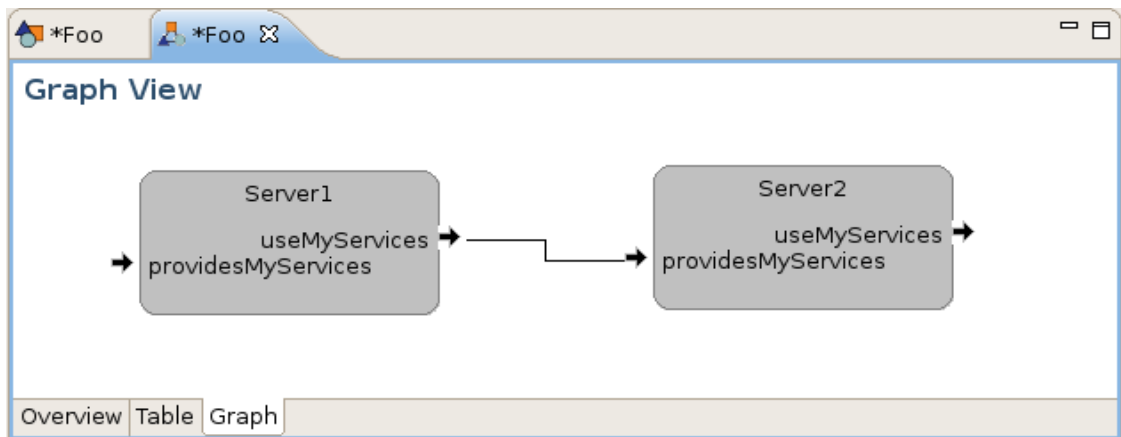 *Foo
*Foo
Graph View
Server1
useMyServices
providesMyServices
Server2
useMyServices
providesMyServices
Overview Table Graph